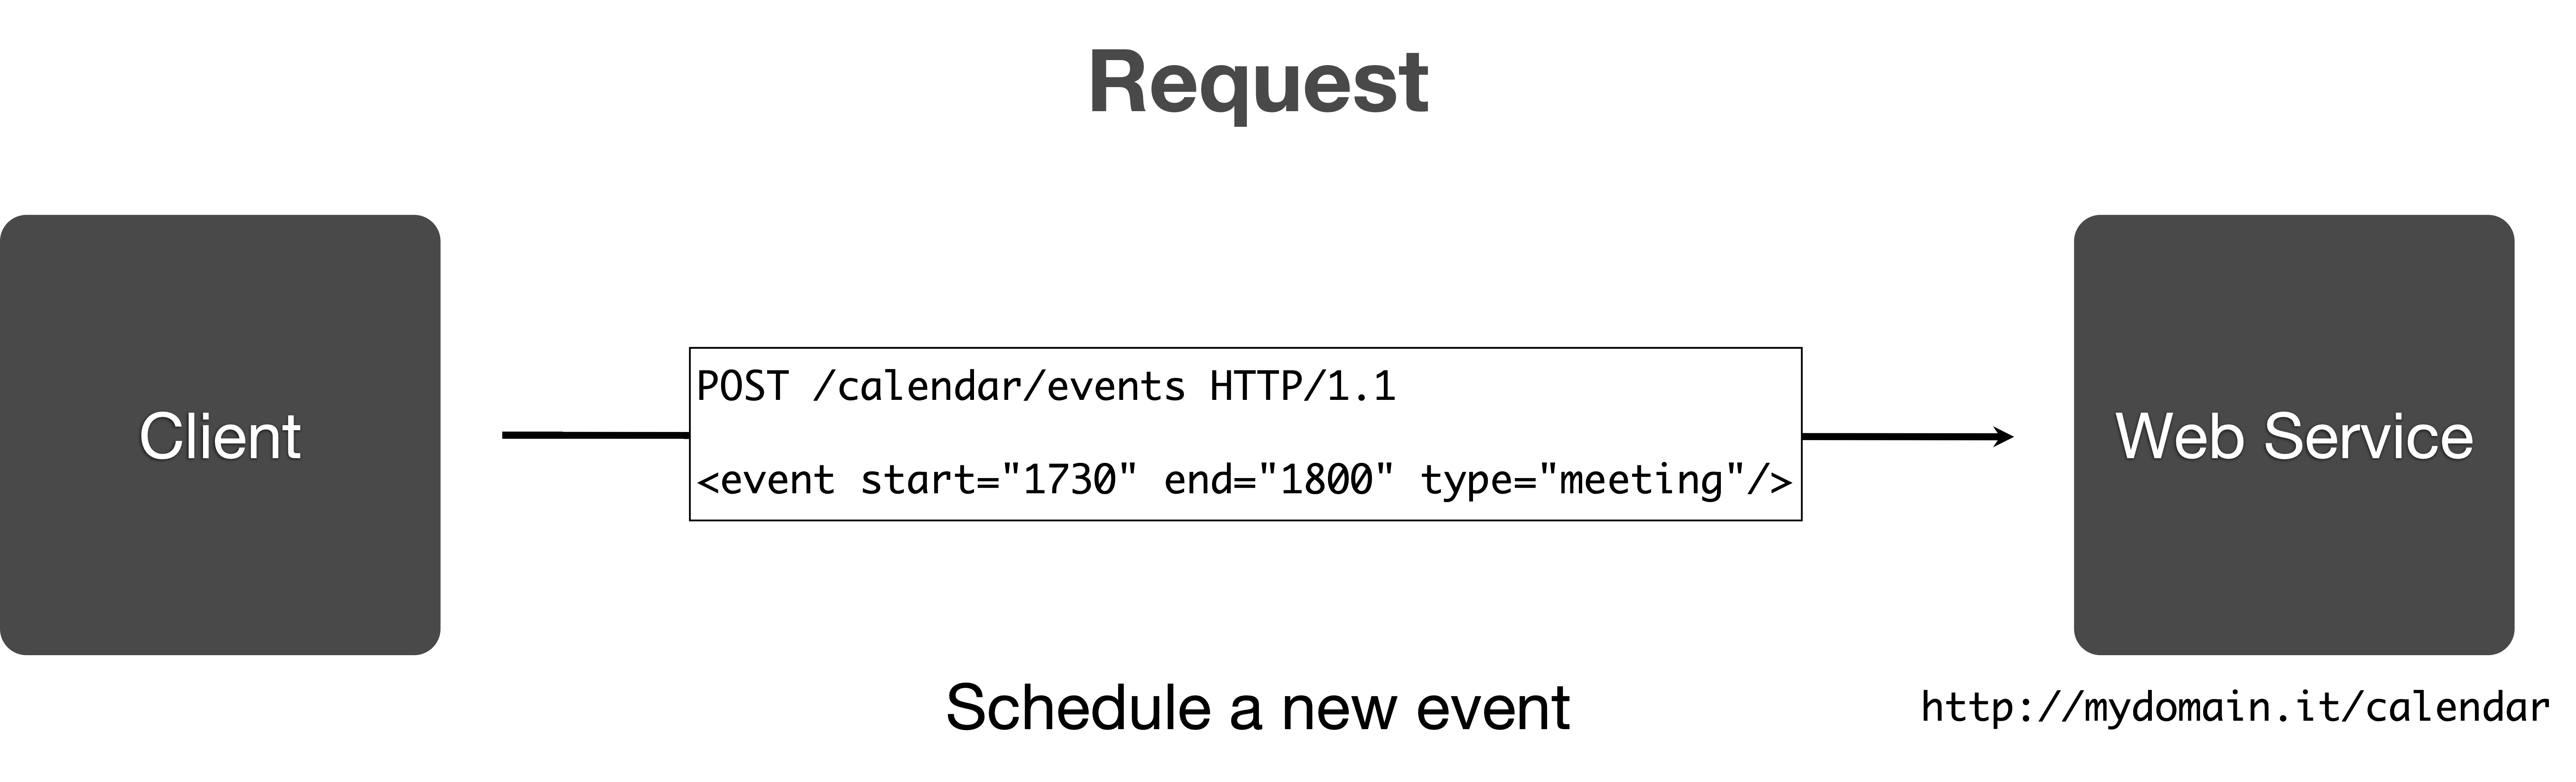 Request
Client
POST /calendar/events HTTP/1.1
<event start="1730" end="1800" type="meeting"/>
Web Service
Schedule a new event
http://mydomain.it/calendar